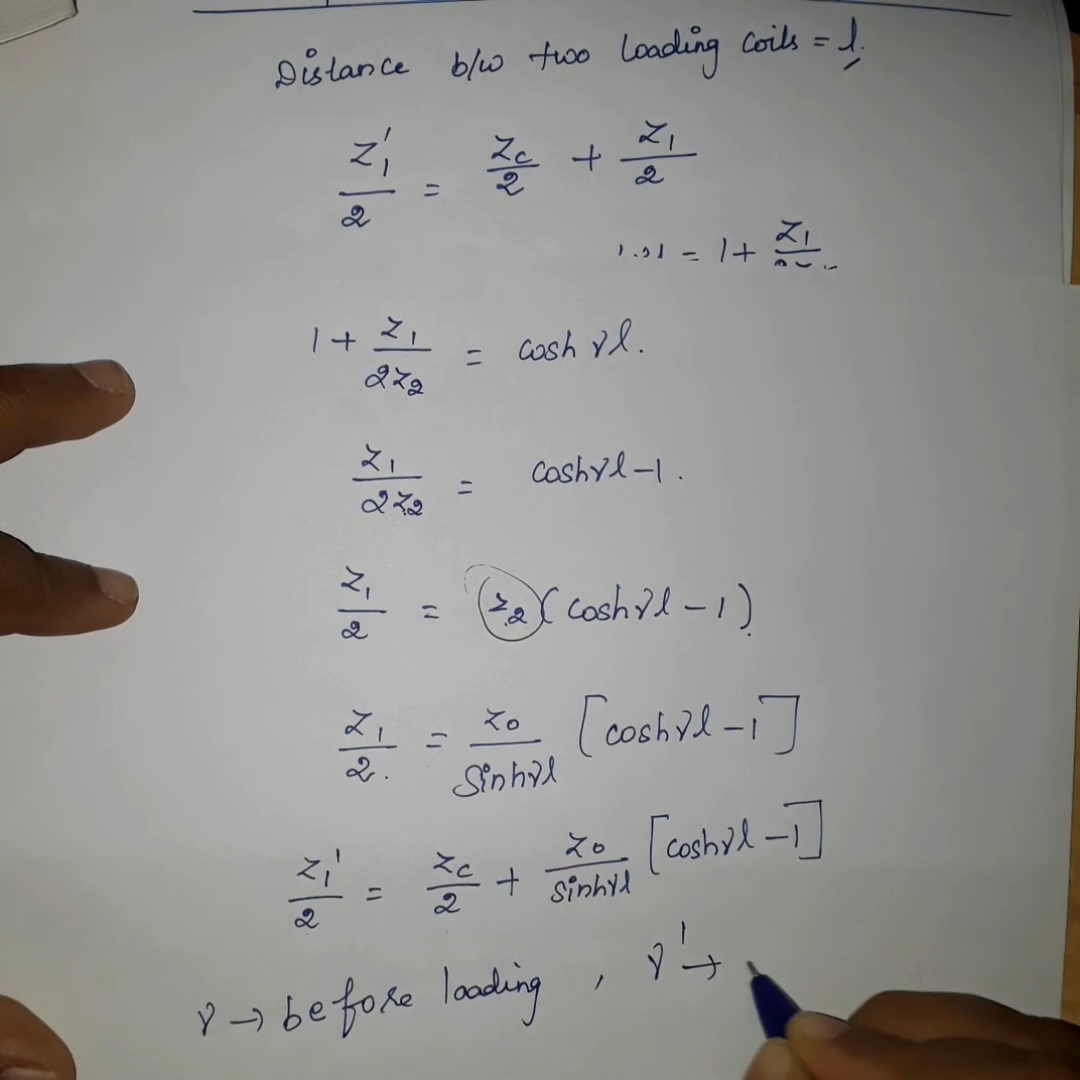 Distance b/w two loading coils = l.
Z₁'/2 = Zc/2 + Z₁/2
= 1 + Z₁
1 + Z₁/2Z₂ = cosh γl.
Z₁/2Z₂ = coshγl - 1.
Z₁/2 = Z₂ (coshγl - 1)
Z₁/2. = Z₀/Sinhγl [coshγl - 1]
Z₁'/2 = Zc/2 + Z₀/sinhγl [coshγl - 1]
γ → before loading , γ' →